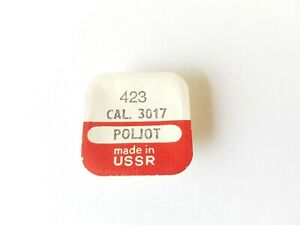 423
CAL. 3017
POLJOT
made in
USSR